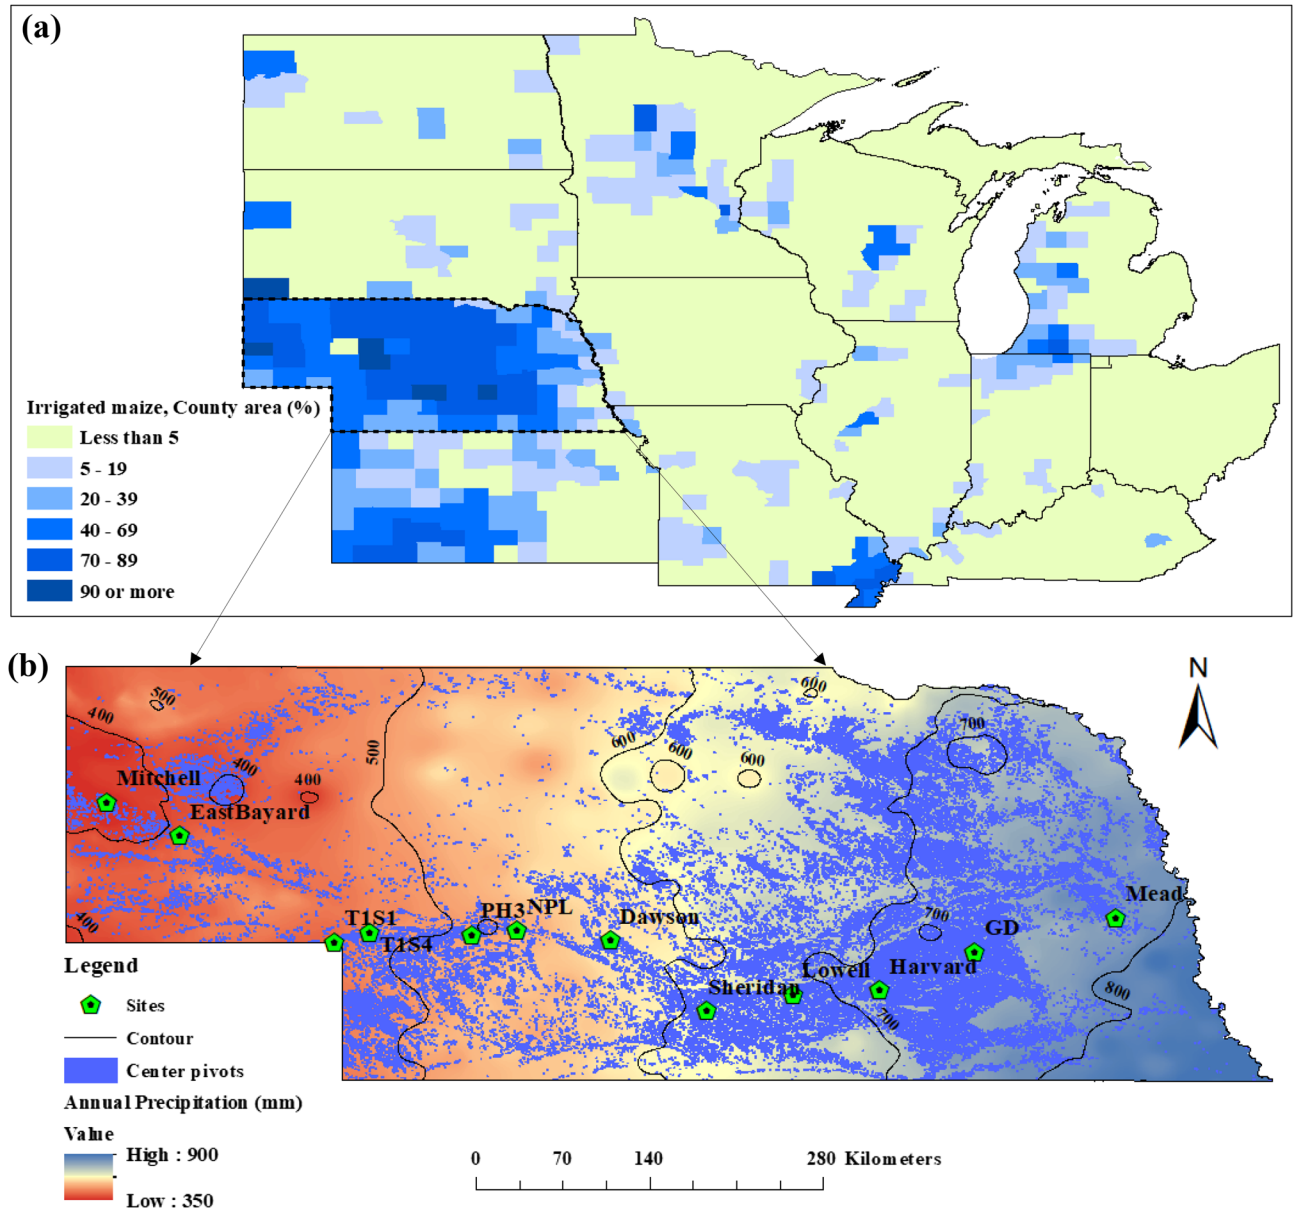 (a)
Irrigated maize, County area (%)
Less than 5
5 - 19
20 - 39
40 - 69
70 - 89
90 or more
(b)
N
500
400
500
600
600
600
600
700
Mitchell
400
400
EastBayard
400
T1S1
T1S4
PH3
NPL
Dawson
Mead
700
GD
Sheridan
Lowell
Harvard
700
800
Legend
Sites
Contour
Center pivots
Annual Precipitation (mm)
Value
High : 900
Low : 350
0 70 140 280 Kilometers